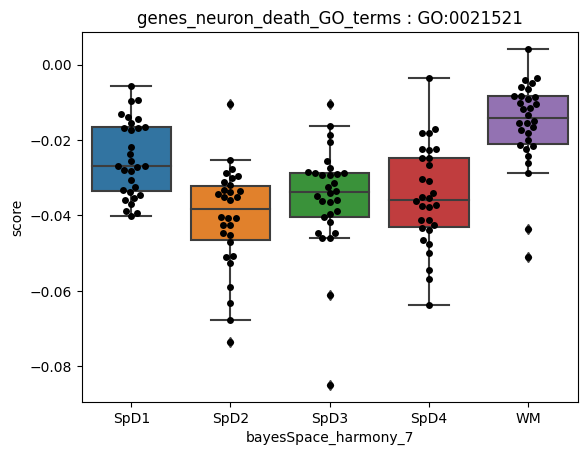 genes_neuron_death_GO_terms : GO:0021521
0.00
−0.02
−0.04
−0.06
−0.08
score
SpD1 SpD2 SpD3 SpD4 WM
bayesSpace_harmony_7